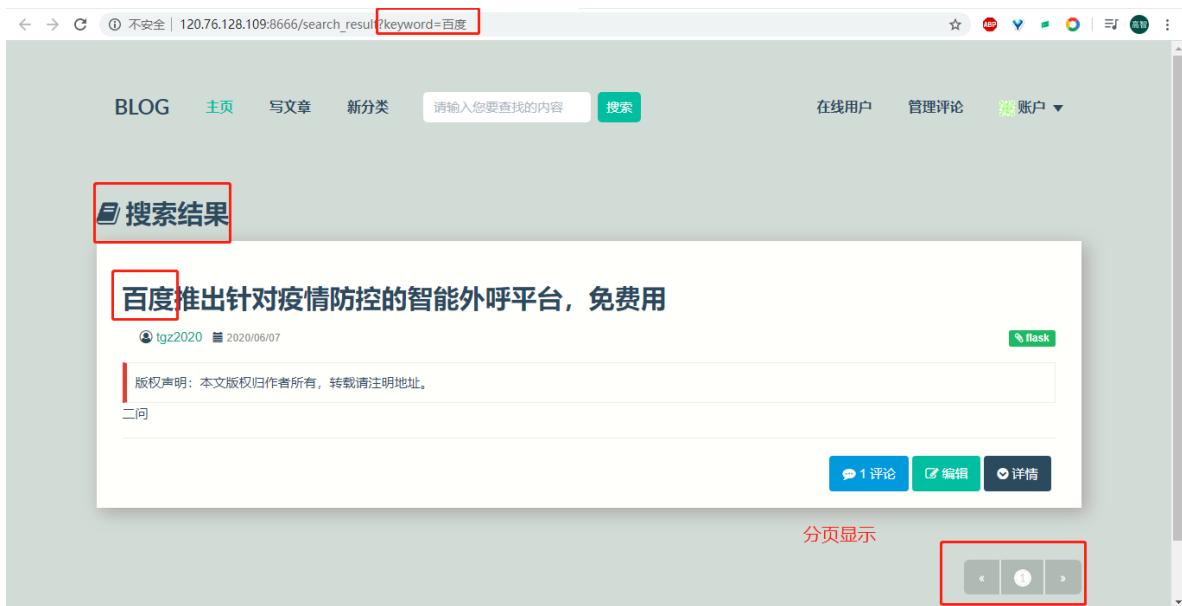 不安全 | 120.76.128.109:8666/search_result?keyword=百度
ABP
高智
BLOG 主页 写文章 新分类 请输入您要查找的内容 搜索 在线用户 管理评论 账户
搜索结果
百度推出针对疫情防控的智能外呼平台，免费用
tgz2020 2020/06/07 flask
版权声明：本文版权归作者所有，转载请注明地址。
二问
1 评论 编辑 详情
分页显示
« 1 »